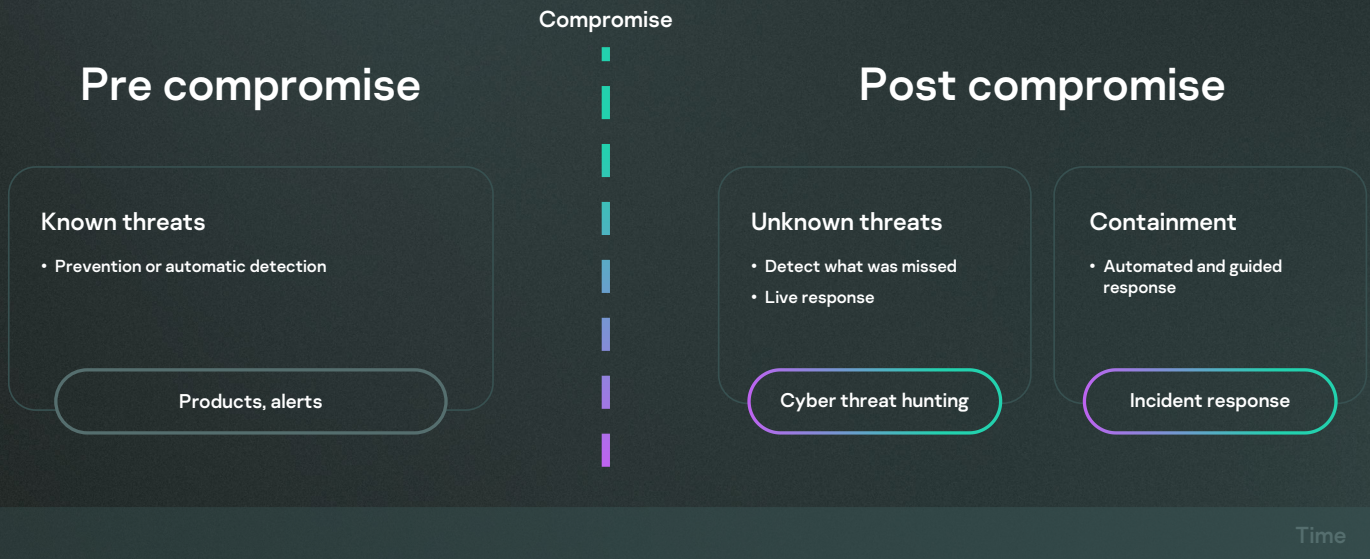 Compromise
Pre compromise
Post compromise
Known threats
• Prevention or automatic detection
Products, alerts
Unknown threats
• Detect what was missed
• Live response
Cyber threat hunting
Containment
• Automated and guided
response
Incident response
Time